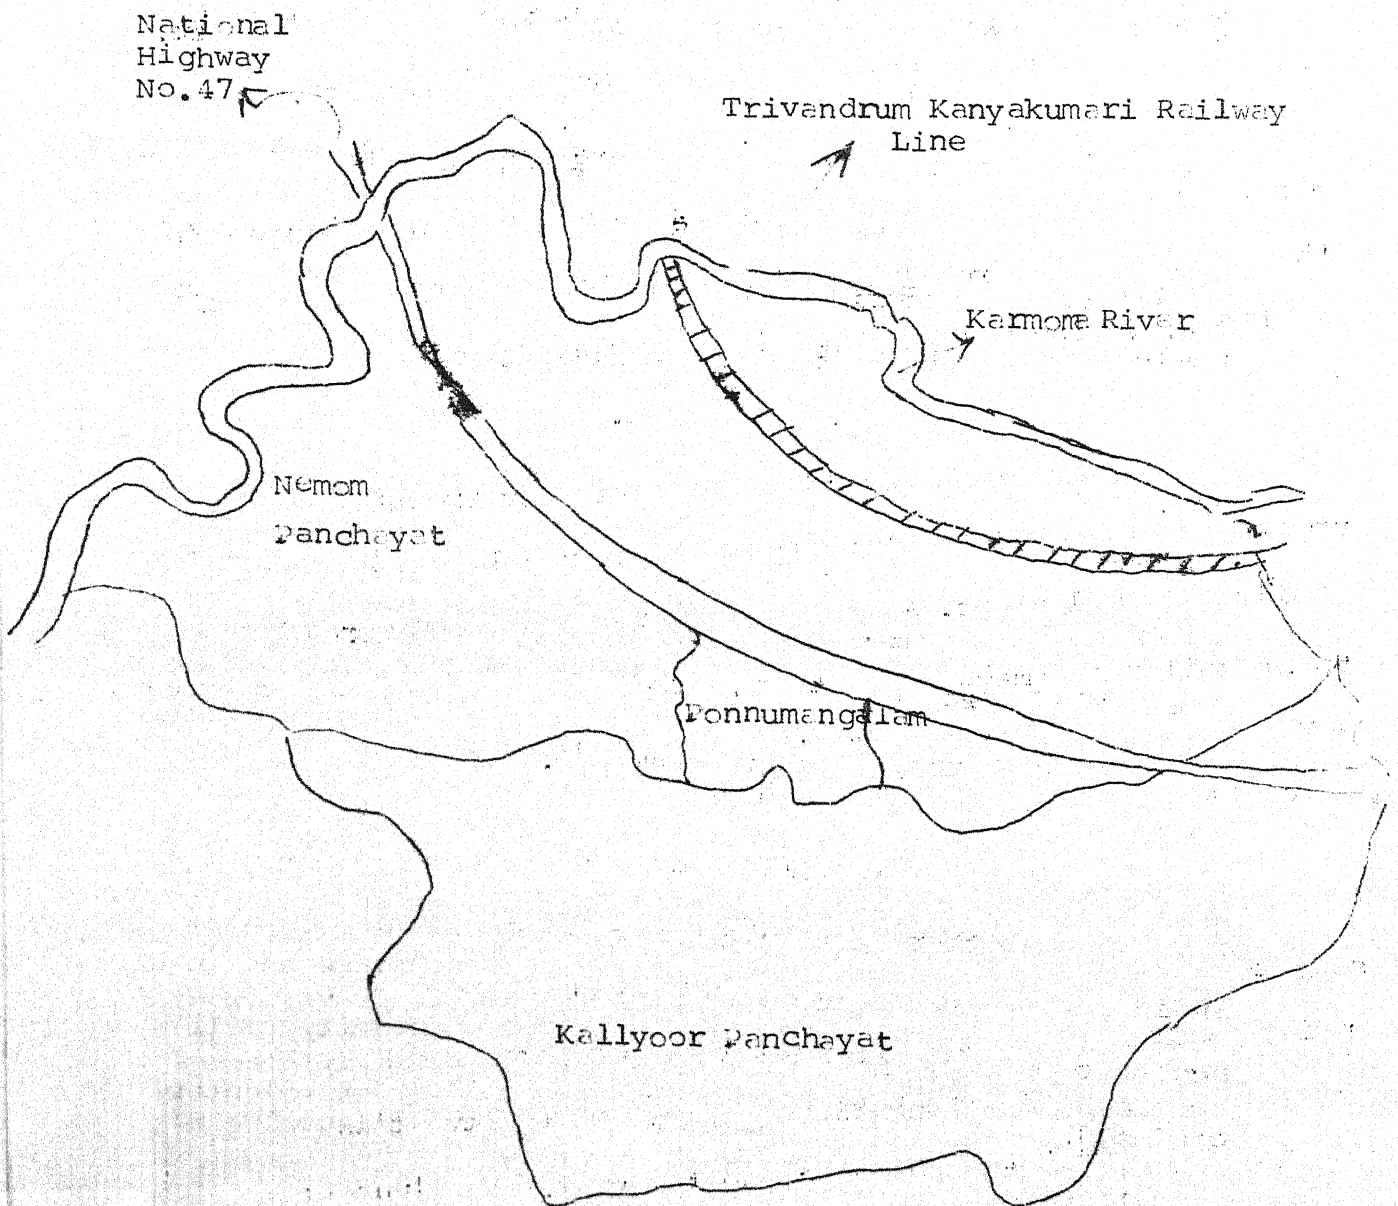 National
Highway
No.47
Trivandrum Kanyakumari Railway
Line
Karmona River
Nemom
Panchayat
Ponnumangalam
Kallyoor Panchayat